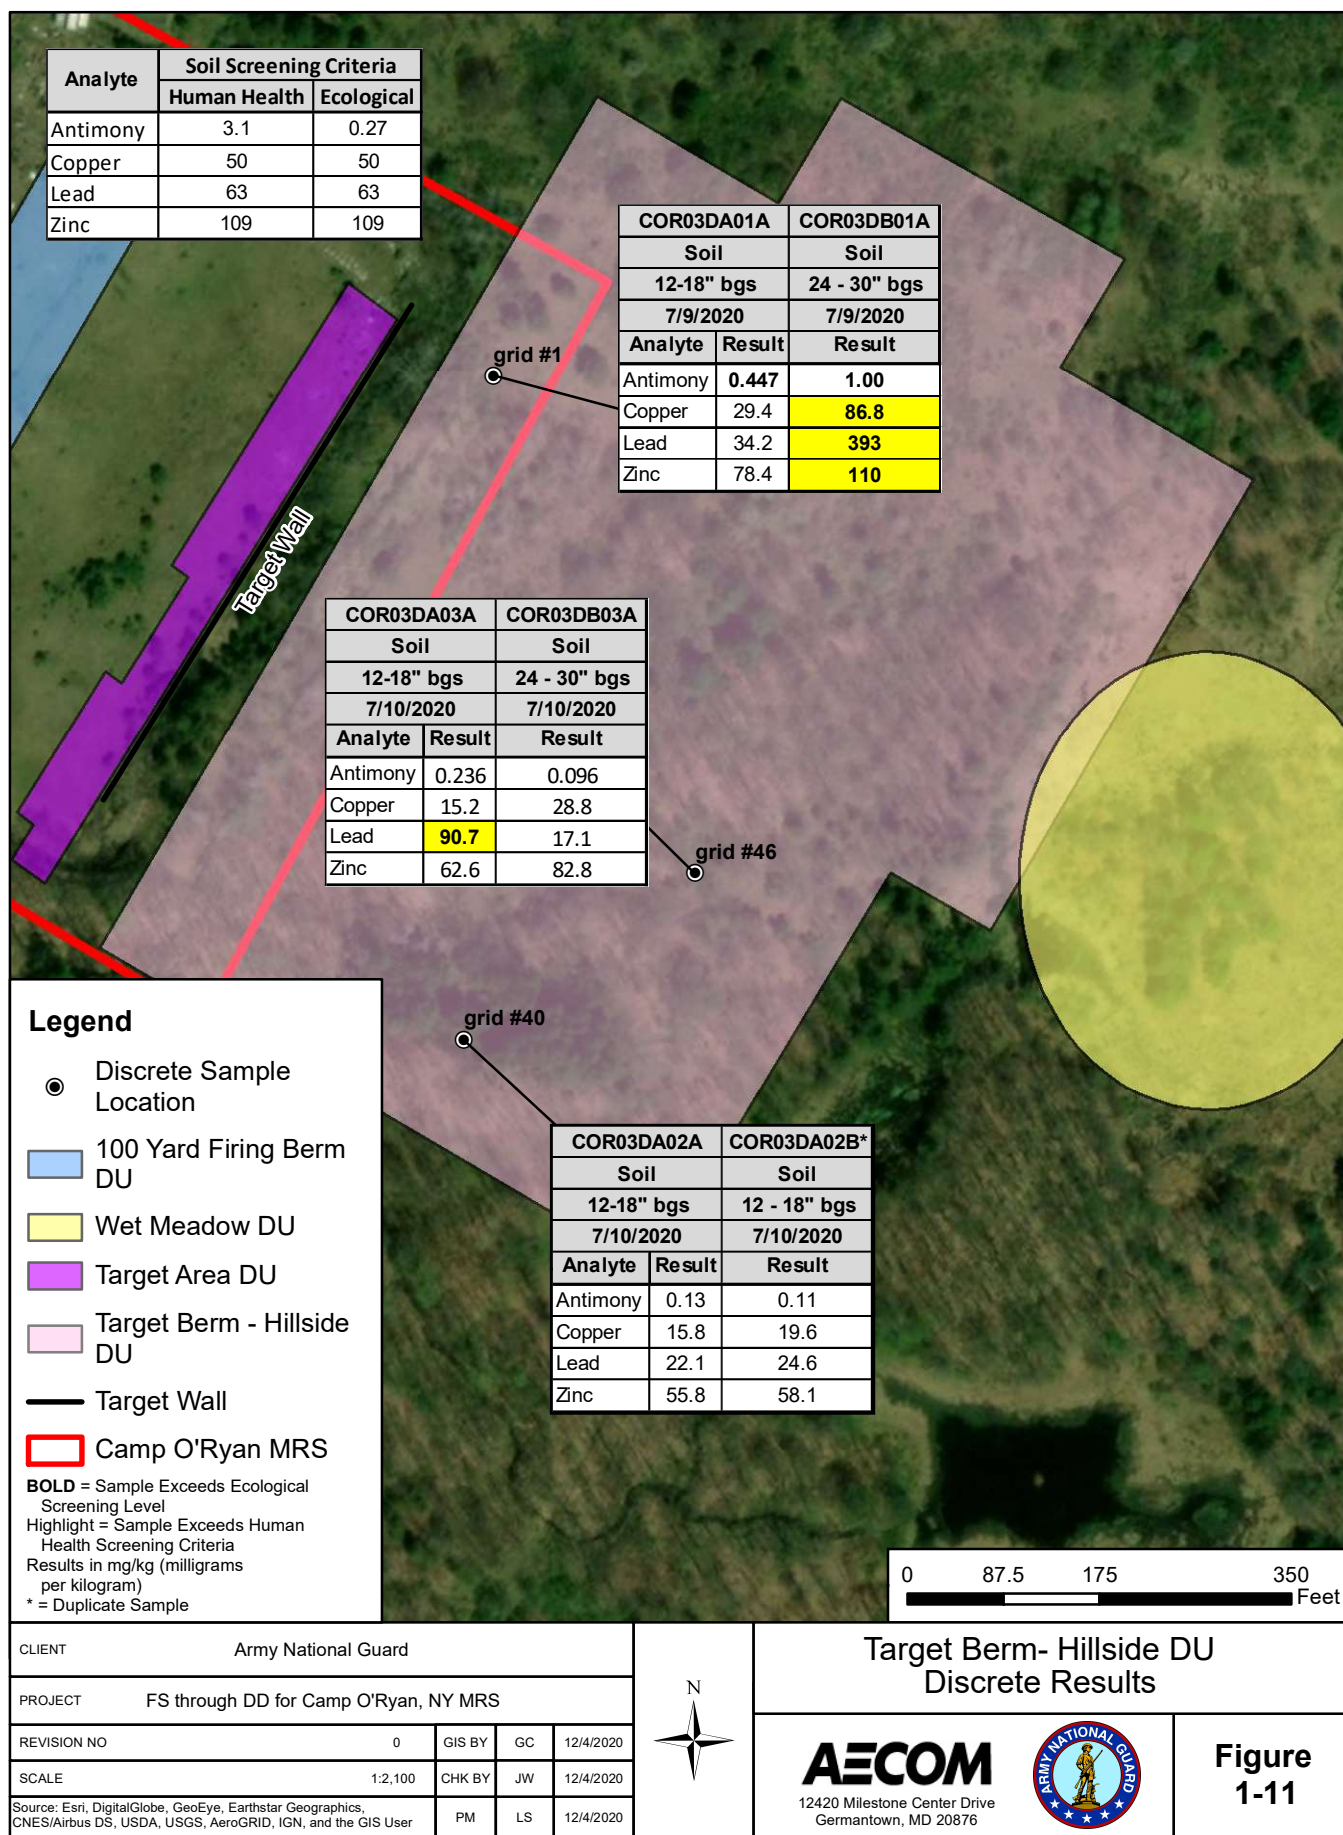 Analyte Soil Screening Criteria
Human Health Ecological
Antimony 3.1 0.27
Copper 50 50
Lead 63 63
Zinc 109 109
COR03DA01A COR03DB01A
Soil Soil
12-18" bgs 24 - 30" bgs
7/9/2020 7/9/2020
Analyte Result Result
Antimony 0.447 1.00
Copper 29.4 86.8
Lead 34.2 393
Zinc 78.4 110
grid #1
Target Wall
COR03DA03A COR03DB03A
Soil Soil
12-18" bgs 24 - 30" bgs
7/10/2020 7/10/2020
Analyte Result Result
Antimony 0.236 0.096
Copper 15.2 28.8
Lead 90.7 17.1
Zinc 62.6 82.8
grid #46
grid #40
COR03DA02A COR03DA02B*
Soil Soil
12-18" bgs 12 - 18" bgs
7/10/2020 7/10/2020
Analyte Result Result
Antimony 0.13 0.11
Copper 15.8 19.6
Lead 22.1 24.6
Zinc 55.8 58.1
Legend
Discrete Sample
Location
100 Yard Firing Berm
DU
Wet Meadow DU
Target Area DU
Target Berm - Hillside
DU
Target Wall
Camp O'Ryan MRS
BOLD = Sample Exceeds Ecological
Screening Level
Highlight = Sample Exceeds Human
Health Screening Criteria
Results in mg/kg (milligrams
per kilogram)
* = Duplicate Sample
0 87.5 175 350
Feet
CLIENT Army National Guard
PROJECT FS through DD for Camp O'Ryan, NY MRS
REVISION NO 0 GIS BY GC 12/4/2020
SCALE 1:2,100 CHK BY JW 12/4/2020
Source: Esri, DigitalGlobe, GeoEye, Earthstar Geographics,
CNES/Airbus DS, USDA, USGS, AeroGRID, IGN, and the GIS User
PM LS 12/4/2020
N
Target Berm- Hillside DU
Discrete Results
AECOM
12420 Milestone Center Drive
Germantown, MD 20876
ARMY NATIONAL GUARD
Figure
1-11